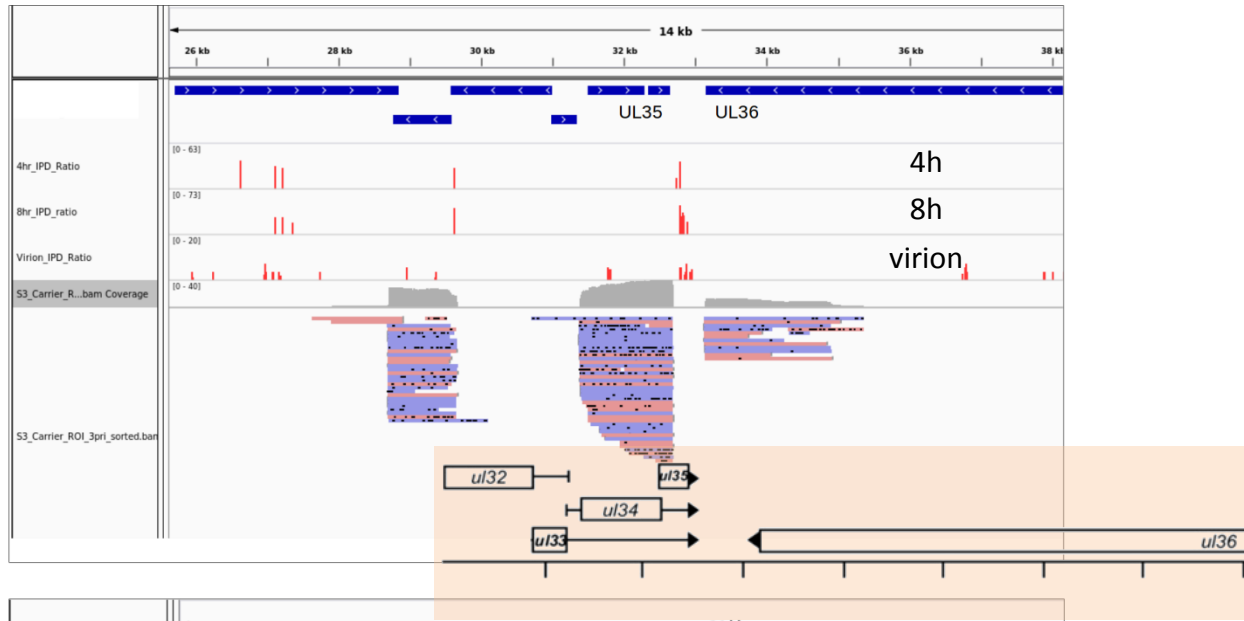 14 kb
26 kb 28 kb 30 kb 32 kb 34 kb 36 kb 38 kb
UL35 UL36
[0 - 63]
4hr_IPD_Ratio 4h
[0 - 73]
8hr_IPD_ratio 8h
[0 - 20]
Virion_IPD_Ratio virion
[0 - 40]
S3_Carrier_R...bam Coverage
S3_Carrier_ROI_3pri_sorted.bam
ul32 ul35
ul34
ul33 ul36